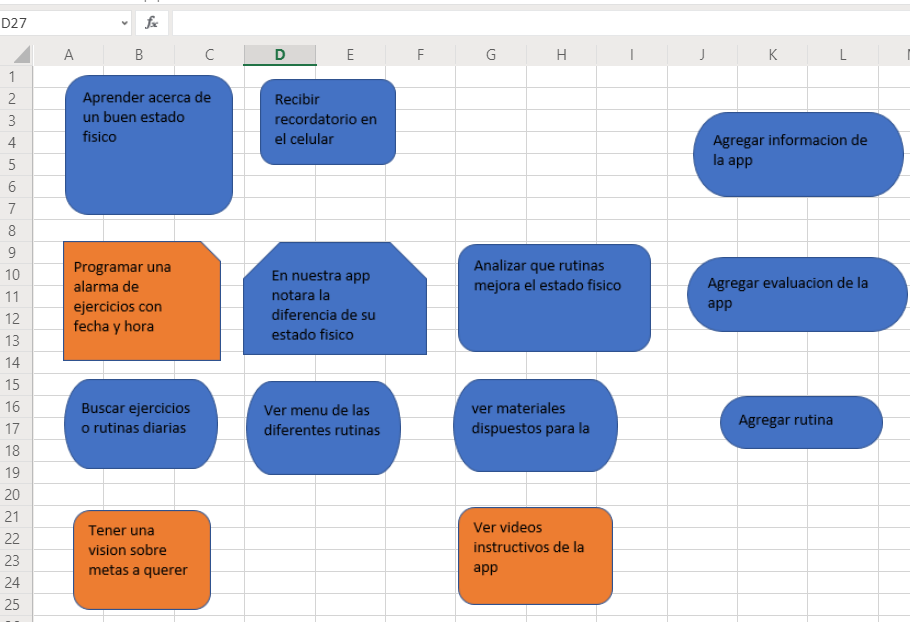 D27
fx
A B C D E F G H I J K L
1
2
3
4
5
6
7
8
9
10
11
12
13
14
15
16
17
18
19
20
21
22
23
24
25
Aprender acerca de
un buen estado
fisico
Recibir
recordatorio en
el celular
Agregar informacion de
la app
Programar una
alarma de
ejercicios con
fecha y hora
En nuestra app
notara la
diferencia de su
estado fisico
Analizar que rutinas
mejora el estado fisico
Agregar evaluacion de la
app
Buscar ejercicios
o rutinas diarias
Ver menu de las
diferentes rutinas
ver materiales
dispuestos para la
Agregar rutina
Tener una
vision sobre
metas a querer
Ver videos
instructivos de la
app